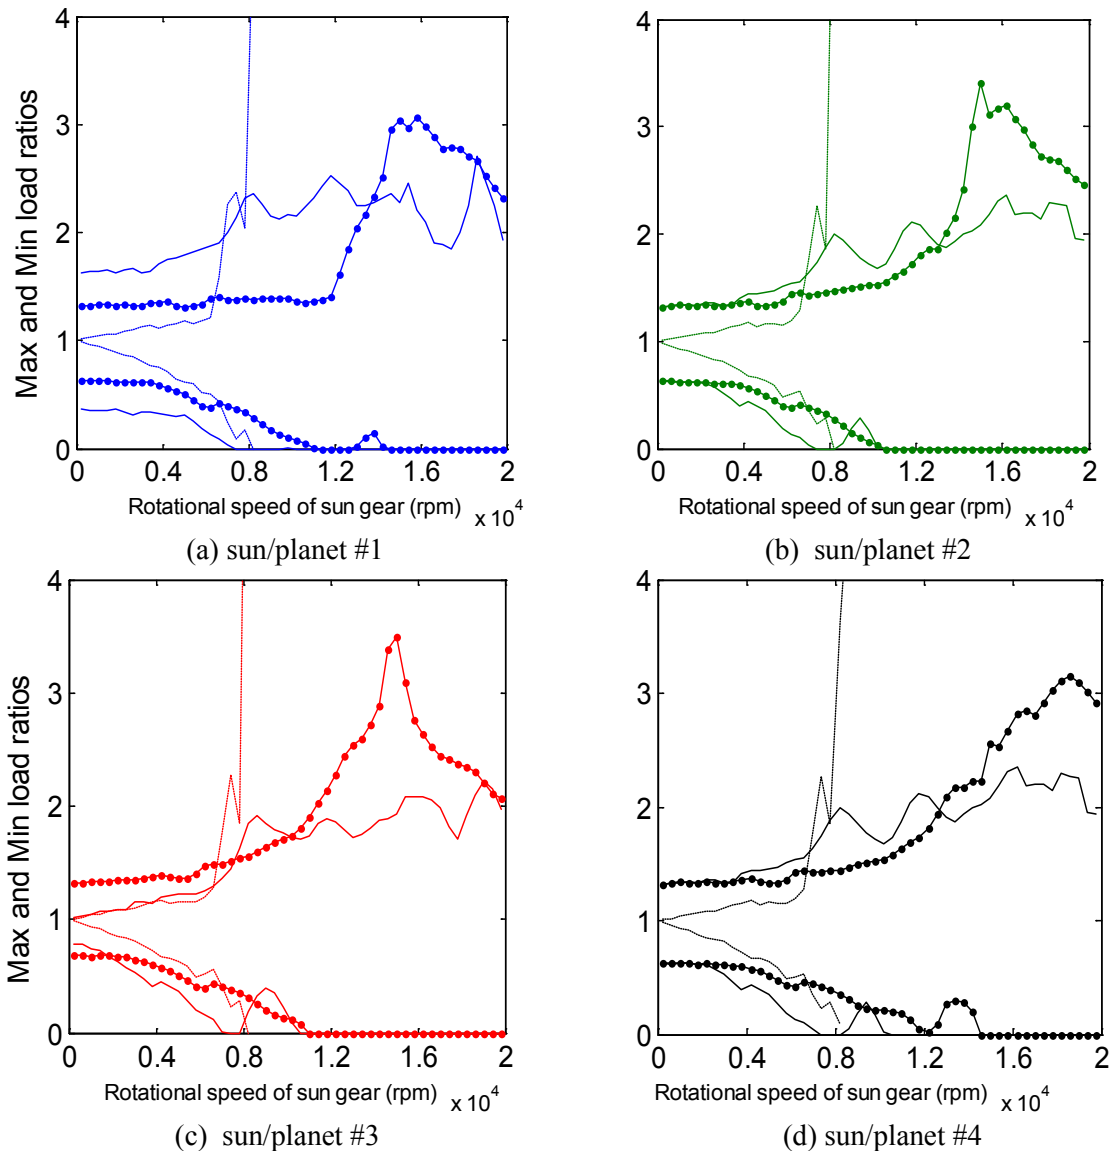 4
3
2
1
0
Max and Min load ratios
0 0.4 0.8 1.2 1.6 2
Rotational speed of sun gear (rpm) x 10^4
(a) sun/planet #1
4
3
2
1
0
0 0.4 0.8 1.2 1.6 2
Rotational speed of sun gear (rpm) x 10^4
(b) sun/planet #2
4
3
2
1
0
Max and Min load ratios
0 0.4 0.8 1.2 1.6 2
Rotational speed of sun gear (rpm) x 10^4
(c) sun/planet #3
4
3
2
1
0
0 0.4 0.8 1.2 1.6 2
Rotational speed of sun gear (rpm) x 10^4
(d) sun/planet #4